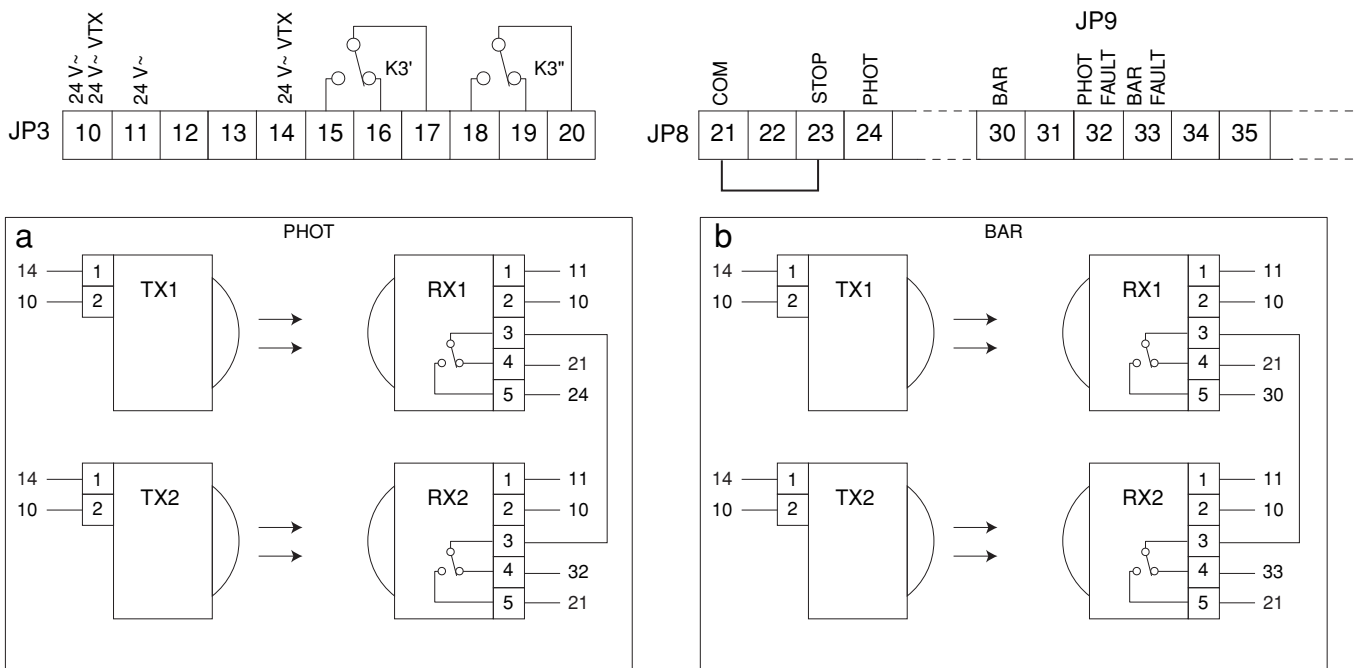 JP9
24 V~
24 V~ VTX
24 V~
24 V~ VTX
K3'
K3"
COM
STOP
PHOT
BAR
PHOT
FAULT
BAR
FAULT
JP3 10 11 12 13 14 15 16 17 18 19 20
JP8 21 22 23 24 30 31 32 33 34 35
a PHOT
14 1 TX1 RX1 1 11
10 2 2 10
3
4 21
5 24
14 1 TX2 RX2 1 11
10 2 2 10
3
4 32
5 21
b BAR
14 1 TX1 RX1 1 11
10 2 2 10
3
4 21
5 30
14 1 TX2 RX2 1 11
10 2 2 10
3
4 33
5 21